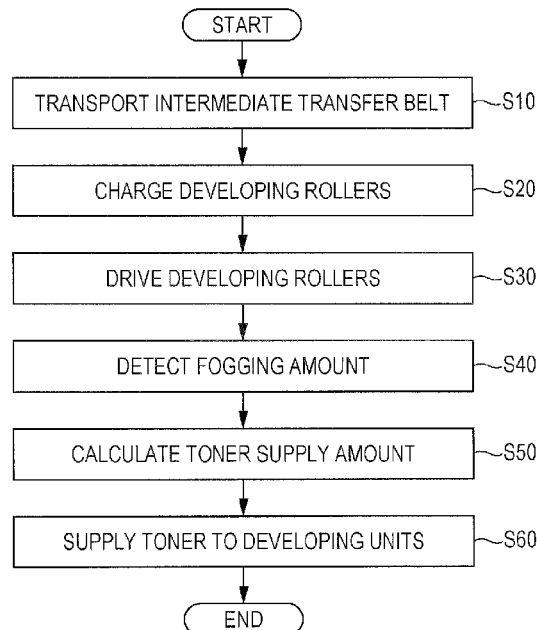 START
TRANSPORT INTERMEDIATE TRANSFER BELT S10
CHARGE DEVELOPING ROLLERS S20
DRIVE DEVELOPING ROLLERS S30
DETECT FOGGING AMOUNT S40
CALCULATE TONER SUPPLY AMOUNT S50
SUPPLY TONER TO DEVELOPING UNITS S60
END